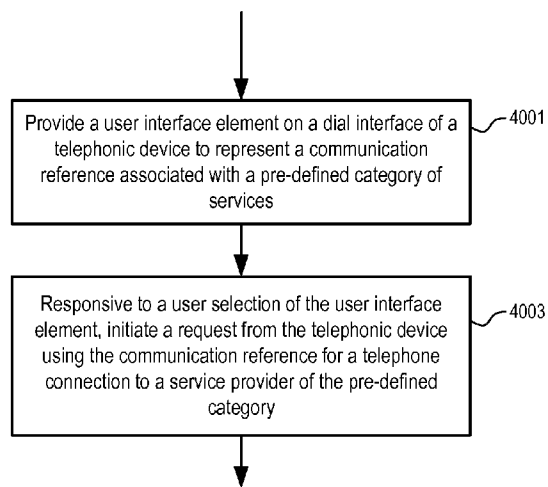 Provide a user interface element on a dial interface of a
4001
telephonic device to represent a communication
reference associated with a pre-defined category of
services
Responsive to a user selection of the user interface
4003
element, initiate a request from the telephonic device
using the communication reference for a telephone
connection to a service provider of the pre-defined
category